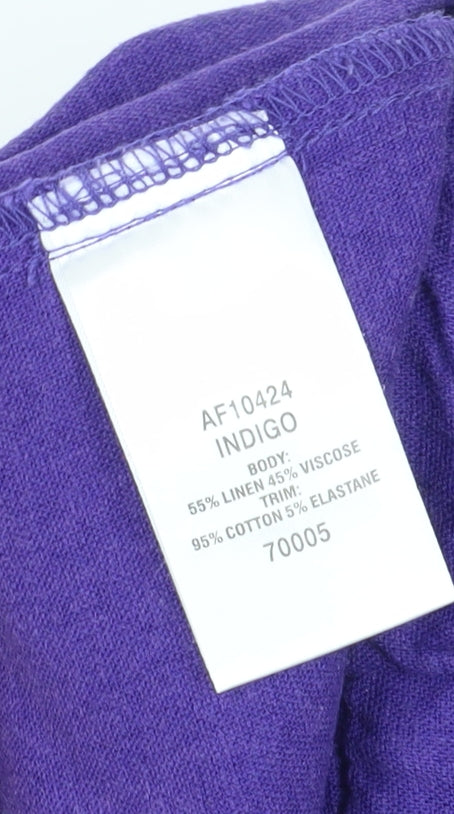 AF10424
INDIGO
BODY:
55% LINEN 45% VISCOSE
TRIM:
95% COTTON 5% ELASTANE
70005